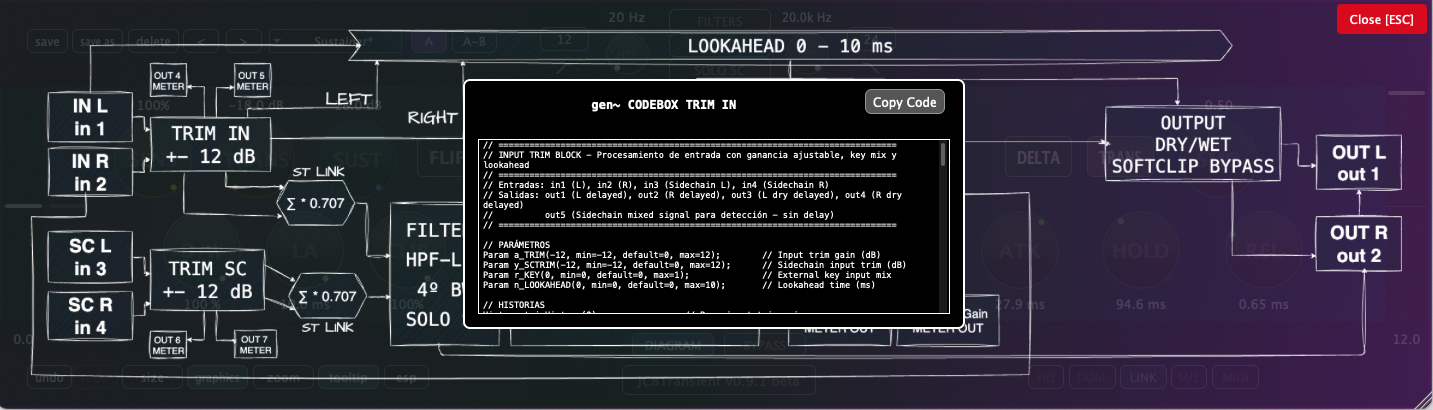 Close [ESC]
20 Hz
FILTERS
20.0k Hz
save
save as
delete
<
>
Sustainy*
A
A-B
12
24
LOOKAHEAD 0 - 10 ms
SOLO SC
OUT 4
METER
OUT 5
METER
LEFT
RIGHT
IN L
in 1
100%
-18.0 dB
TRIM IN
+- 12 dB
IN R
in 2
SUST
FLIP
ST LINK
Σ * 0.707
gen~ CODEBOX TRIM IN
Copy Code
// ==============================================================================
// INPUT TRIM BLOCK - Procesamiento de entrada con ganancia ajustable, key mix y
lookahead
// ==============================================================================
// Entradas: in1 (L), in2 (R), in3 (Sidechain L), in4 (Sidechain R)
// Salidas: out1 (L delayed), out2 (R delayed), out3 (L dry delayed), out4 (R dry
delayed)
// out5 (Sidechain mixed signal para detección - sin delay)
// ==============================================================================
// PARÁMETROS
Param a_TRIM(-12, min=-12, default=0, max=12); // Input trim gain (dB)
Param y_SCTRIM(-12, min=-12, default=0, max=12); // Sidechain input trim (dB)
Param r_KEY(0, min=0, default=0, max=1); // External key input mix
Param n_LOOKAHEAD(0, min=0, default=0, max=10); // Lookahead time (ms)
// HISTORIAS
0.50
DELTA
OUTPUT
DRY/WET
SOFTCLIP BYPASS
OUT L
out 1
OUT R
out 2
SC L
in 3
SC R
in 4
TRIM SC
+- 12 dB
LA
Σ * 0.707
ST LINK
100 %
100%
FILTE
HPF-L
4º B
SOLO
ATK
HOLD
REL
27.9 ms
94.6 ms
0.65 ms
Gain
METER OUT
METER OUT
OUT 6
METER
OUT 7
METER
0.0
12.0
DIAGRAM
BYPASS
undo
size
graphics
zoom
tooltip
esp
JCBTransient v0.9.1 beta
HQ
DUAL
LINK
M/T
MIDI